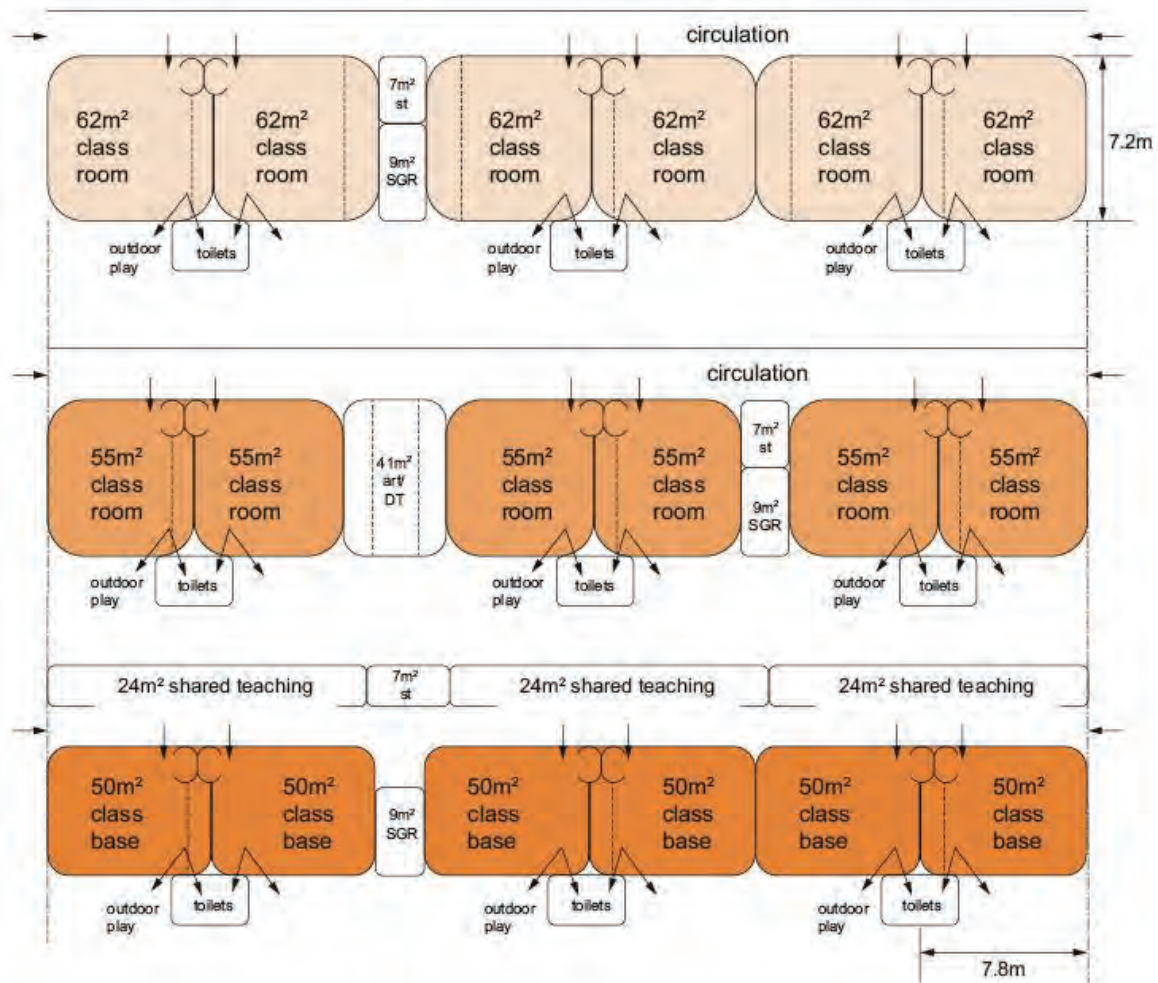 circulation
7m²
st
62m²
class
room
62m²
class
room
62m²
class
room
62m²
class
room
62m²
class
room
62m²
class
room
9m²
SGR
7.2m
outdoor
play
toilets
outdoor
play
toilets
outdoor
play
toilets
circulation
55m²
class
room
55m²
class
room
41m²
art/
DT
55m²
class
room
55m²
class
room
7m²
st
9m²
SGR
55m²
class
room
55m²
class
room
outdoor
play
toilets
outdoor
play
toilets
outdoor
play
toilets
24m² shared teaching
7m²
st
24m² shared teaching
24m² shared teaching
50m²
class
base
50m²
class
base
9m²
SGR
50m²
class
base
50m²
class
base
50m²
class
base
50m²
class
base
outdoor
play
toilets
outdoor
play
toilets
outdoor
play
toilets
7.8m